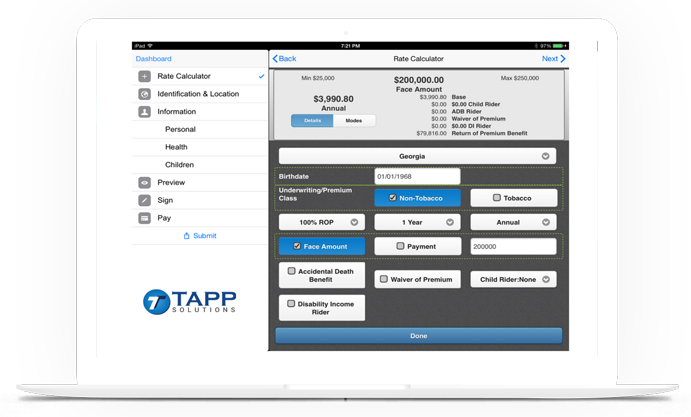 iPad
7:21 PM
97%
Dashboard
Back
Rate Calculator
Next
Rate Calculator
Identification & Location
Information
Personal
Health
Children
Preview
Sign
Pay
Submit
TAPP
SOLUTIONS
Min $25,000
$200,000.00
Max $250,000
Face Amount
$3,990.80
Annual
Details
Modes
$3,990.80 Base
$0.00 $0.00 Child Rider
$0.00 ADB Rider
$0.00 Waiver of Premium
$0.00 $0.00 DI Rider
$79,816.00 Return of Premium Benefit
Georgia
Birthdate
01/01/1968
Underwriting/Premium
Class
Non-Tobacco
Tobacco
100% ROP
1 Year
Annual
Face Amount
Payment
200000
Accidental Death
Benefit
Waiver of Premium
Child Rider:None
Disability Income
Rider
Done